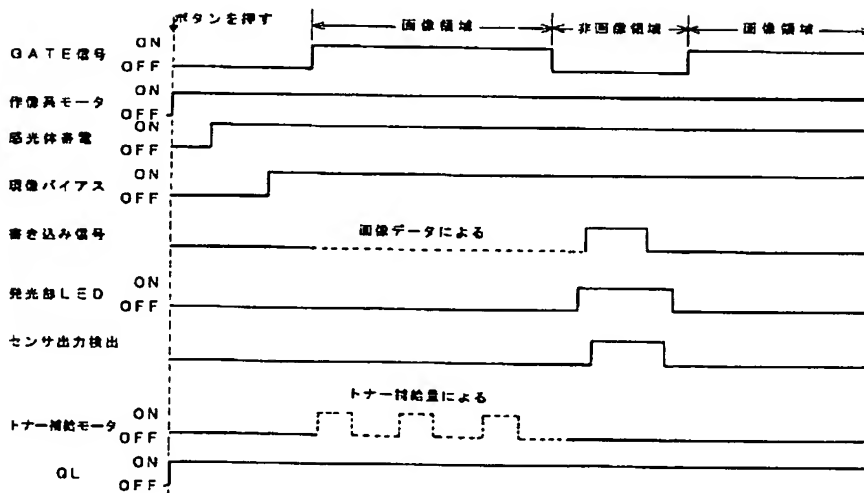 ボタンを押す
画像領域
非画像領域
画像領域
GATE信号
ON
OFF
作像系モータ
ON
OFF
感光体帯電
ON
OFF
現像バイアス
ON
OFF
書き込み信号
画像データによる
発光部LED
ON
OFF
センサ出力検出
トナー補給量による
トナー補給モータ
ON
OFF
QL
ON
OFF